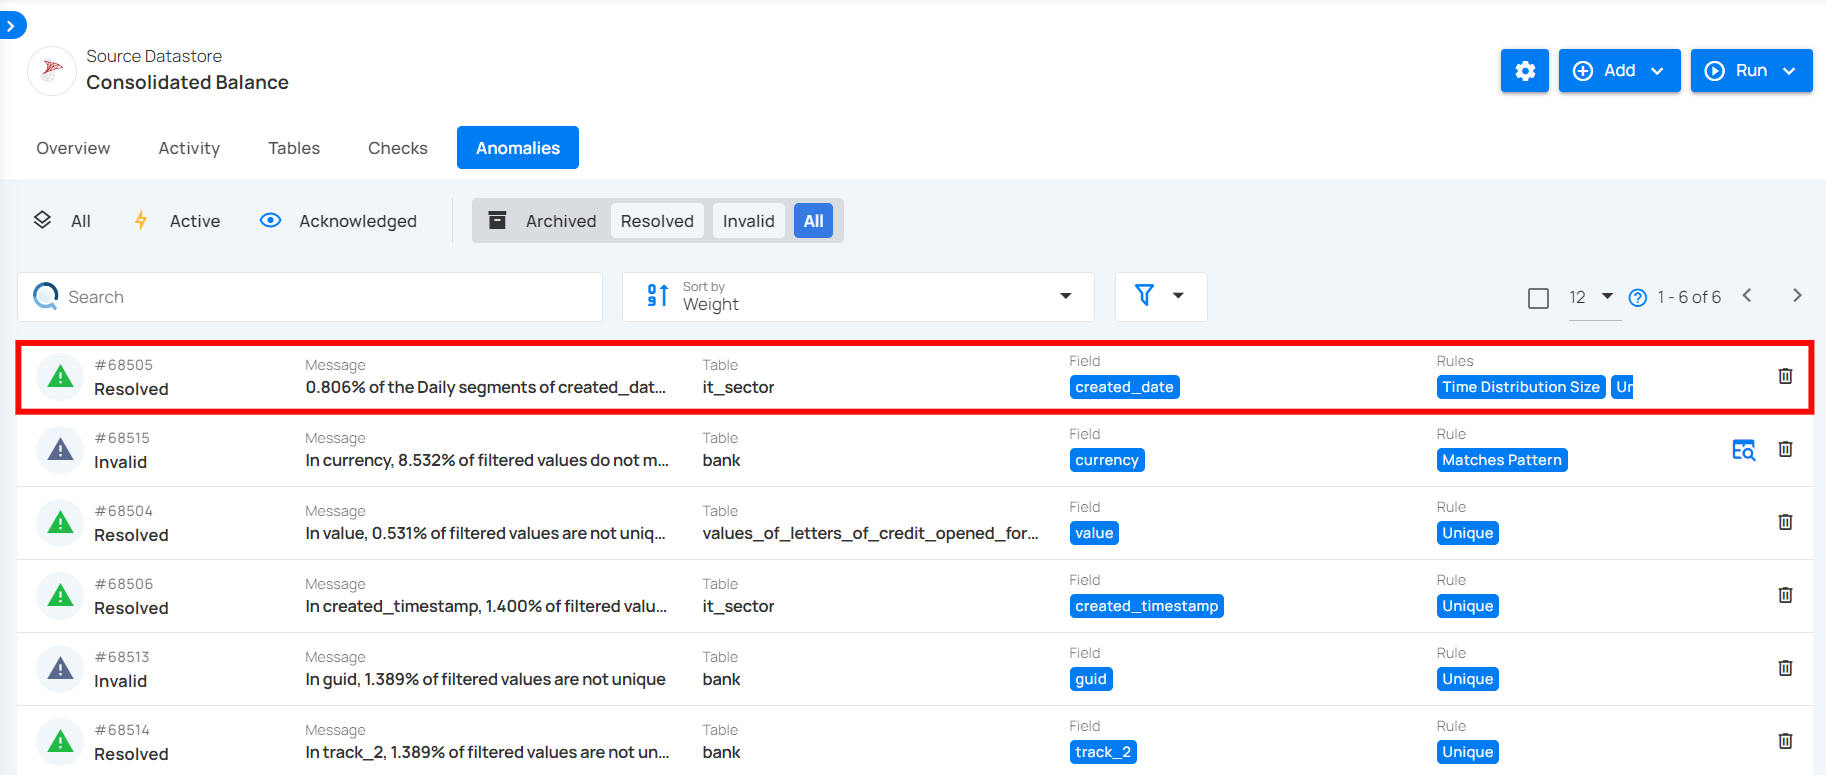 Source Datastore
Consolidated Balance
Add
Run
Overview Activity Tables Checks Anomalies
All Active Acknowledged Archived Resolved Invalid All
Search
Sort by
Weight
12 1 - 6 of 6
#68505 Message Table Field Rules
Resolved 0.806% of the Daily segments of created_dat... it_sector created_date Time Distribution Size Ur
#68515 Message Table Field Rule
Invalid In currency, 8.532% of filtered values do not m... bank currency Matches Pattern
#68504 Message Table Field Rule
Resolved In value, 0.531% of filtered values are not uniq... values_of_letters_of_credit_opened_for... value Unique
#68506 Message Table Field Rule
Resolved In created_timestamp, 1.400% of filtered valu... it_sector created_timestamp Unique
#68513 Message Table Field Rule
Invalid In guid, 1.389% of filtered values are not unique bank guid Unique
#68514 Message Table Field Rule
Resolved In track_2, 1.389% of filtered values are not un... bank track_2 Unique